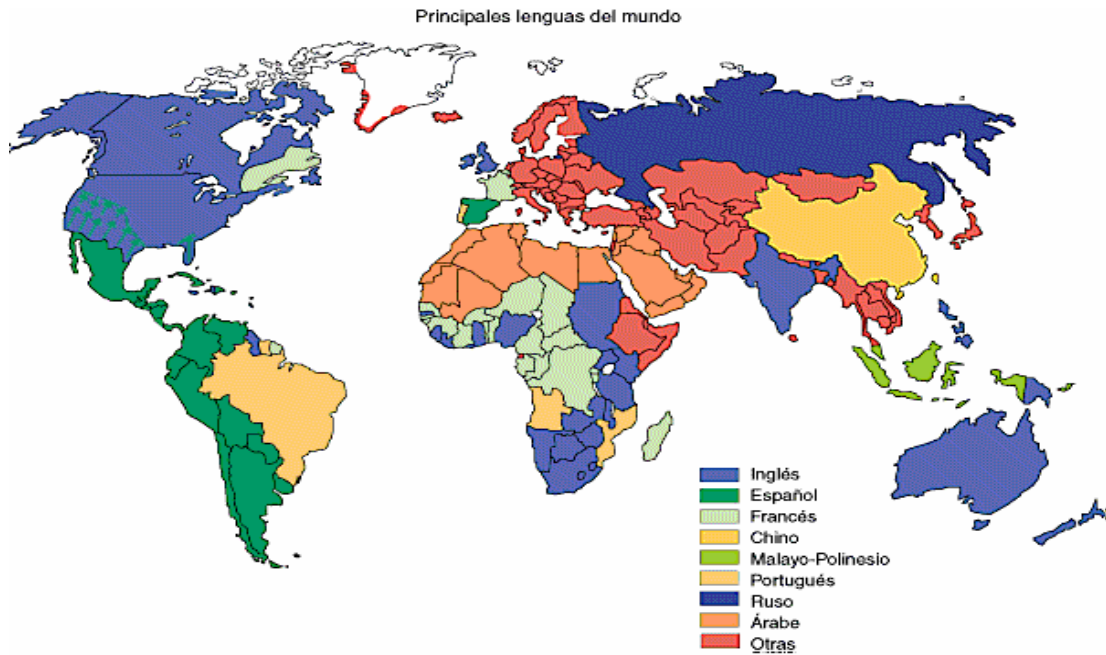 Principales lenguas del mundo
Inglés
Español
Francés
Chino
Malayo-Polinesio
Portugués
Ruso
Árabe
Otras